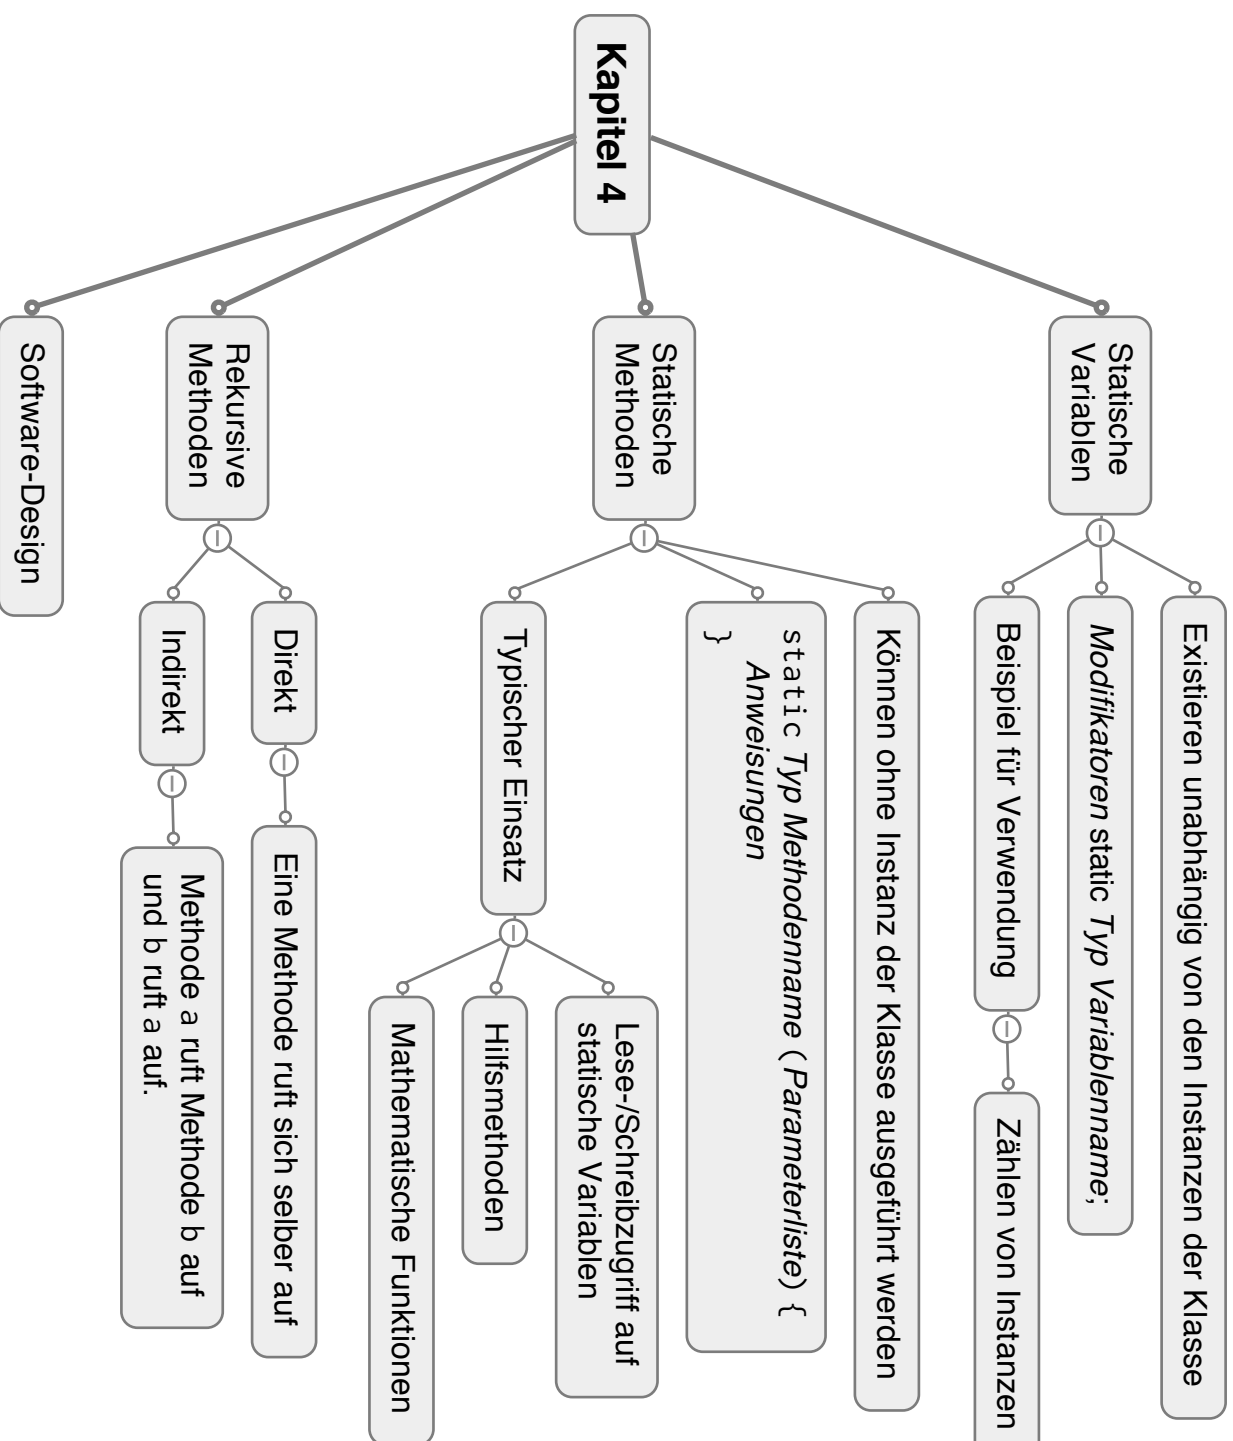 Kapitel 4
Statische
Variablen
Existieren unabhängig von den Instanzen der Klasse
Modifikatoren static Typ Variablenname;
Beispiel für Verwendung
Zählen von Instanzen
Statische
Methoden
Können ohne Instanz der Klasse ausgeführt werden
static Typ Methodenname (Parameterliste) {
Anweisungen
}
Typischer Einsatz
Lese-/Schreibzugriff auf
statische Variablen
Hilfsmethoden
Mathematische Funktionen
Rekursive
Methoden
Direkt
Eine Methode ruft sich selber auf
Indirekt
Methode a ruft Methode b auf
und b ruft a auf.
Software-Design